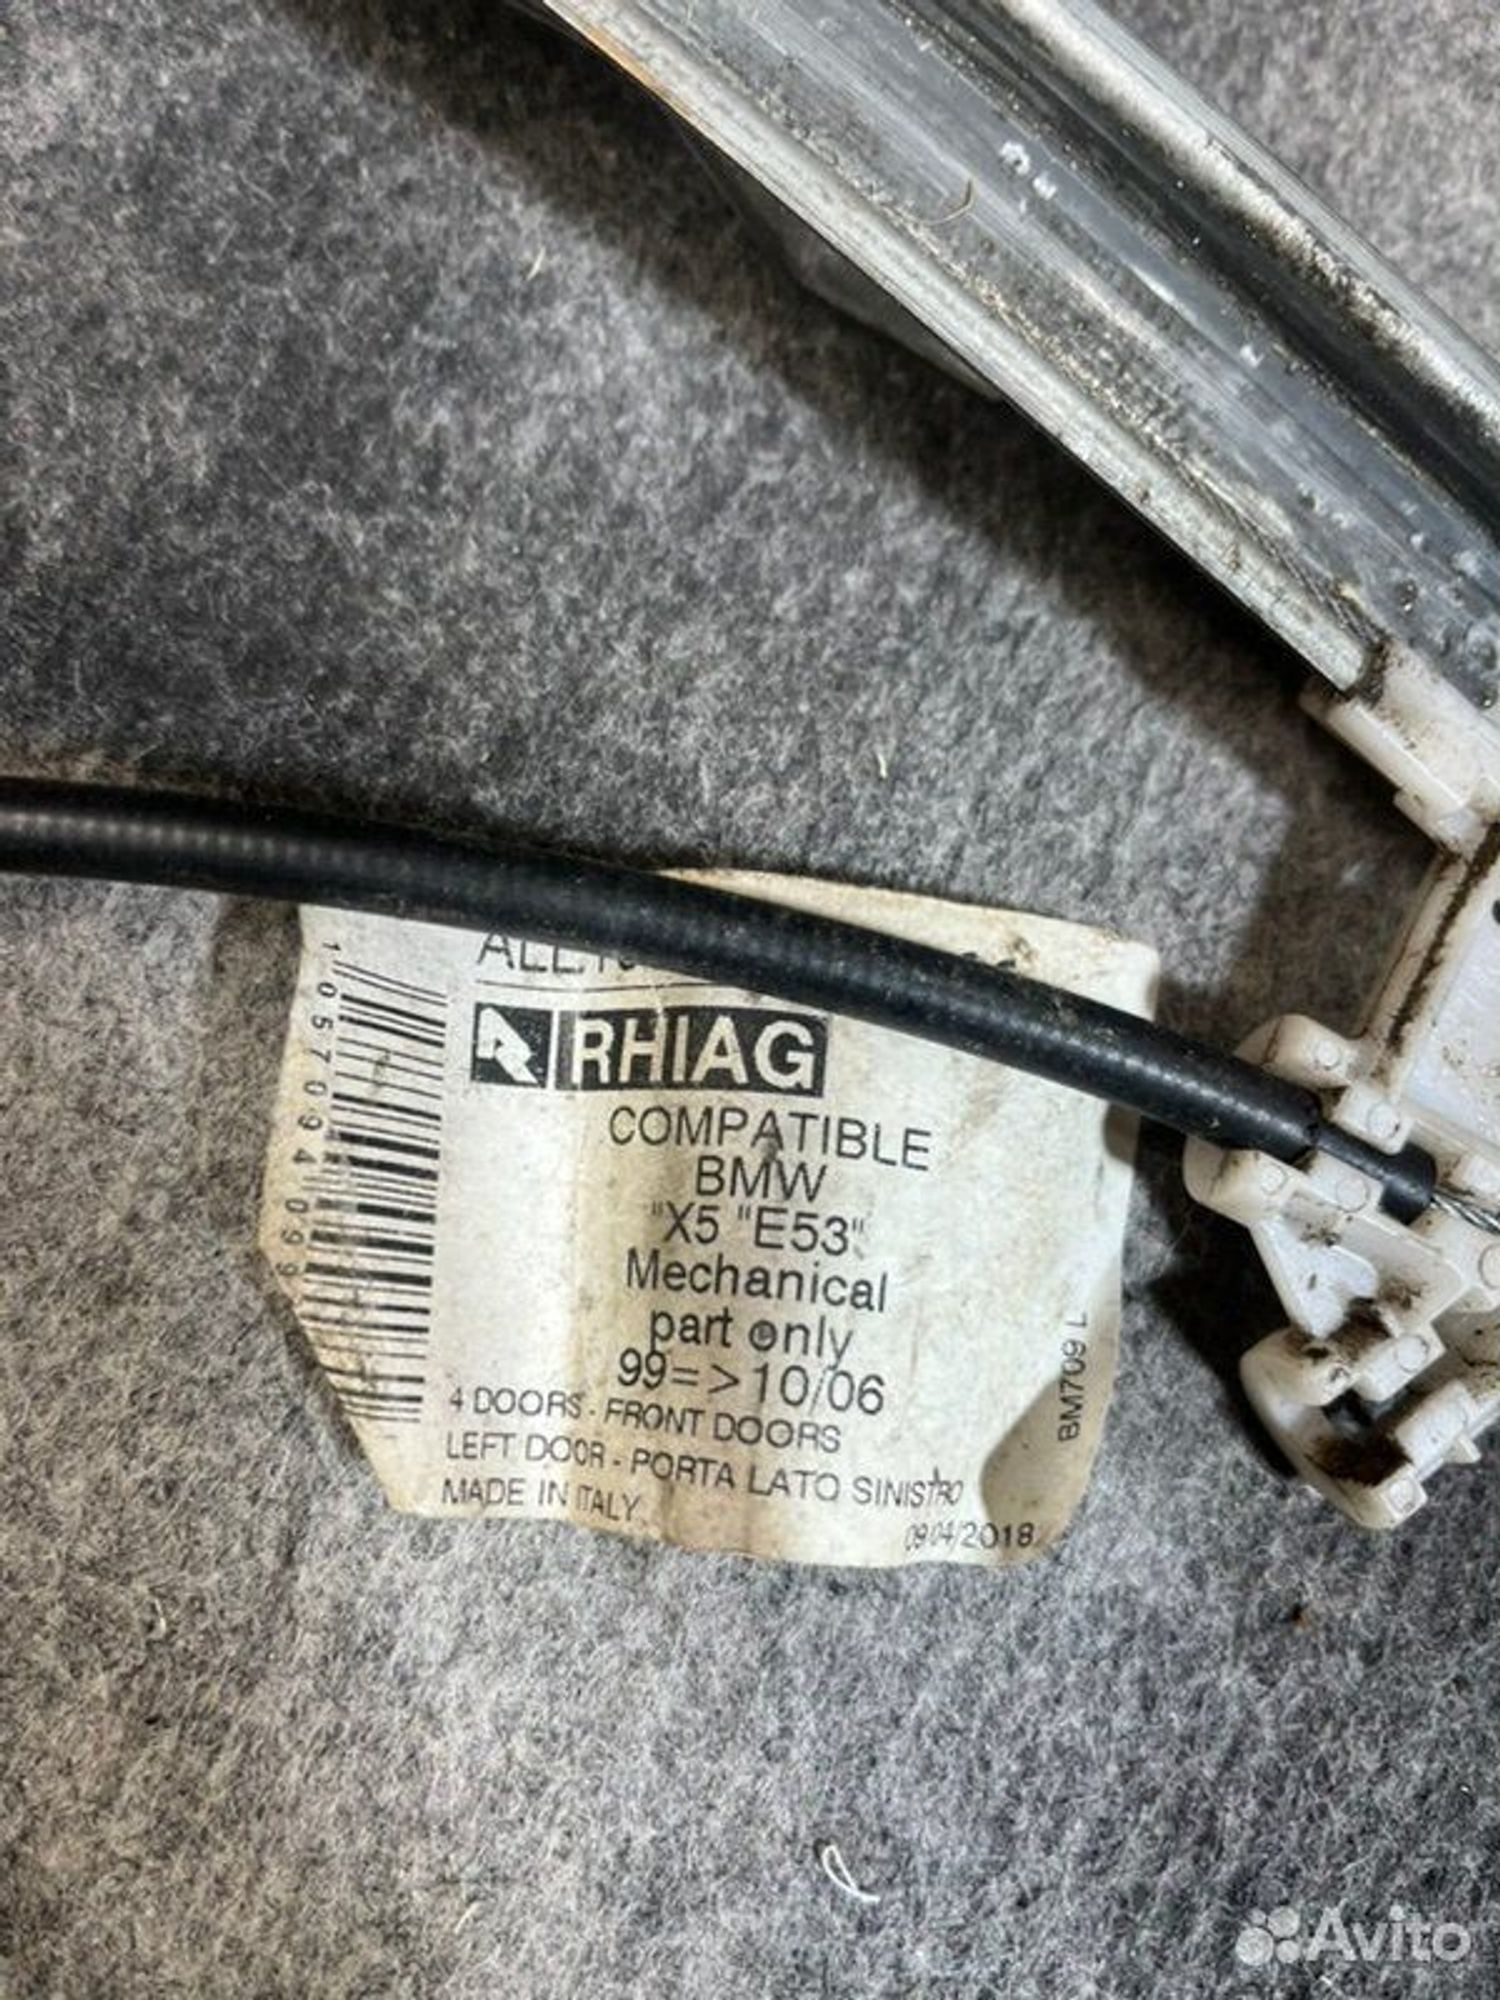 RHIAG
COMPATIBLE
BMW
"X5 "E53"
Mechanical
part only
99=>10/06
4 DOORS - FRONT DOORS
LEFT DOOR - PORTA LATO SINISTRO
MADE IN ITALY
09/04/2018
BM709 L
1057094099
Avito